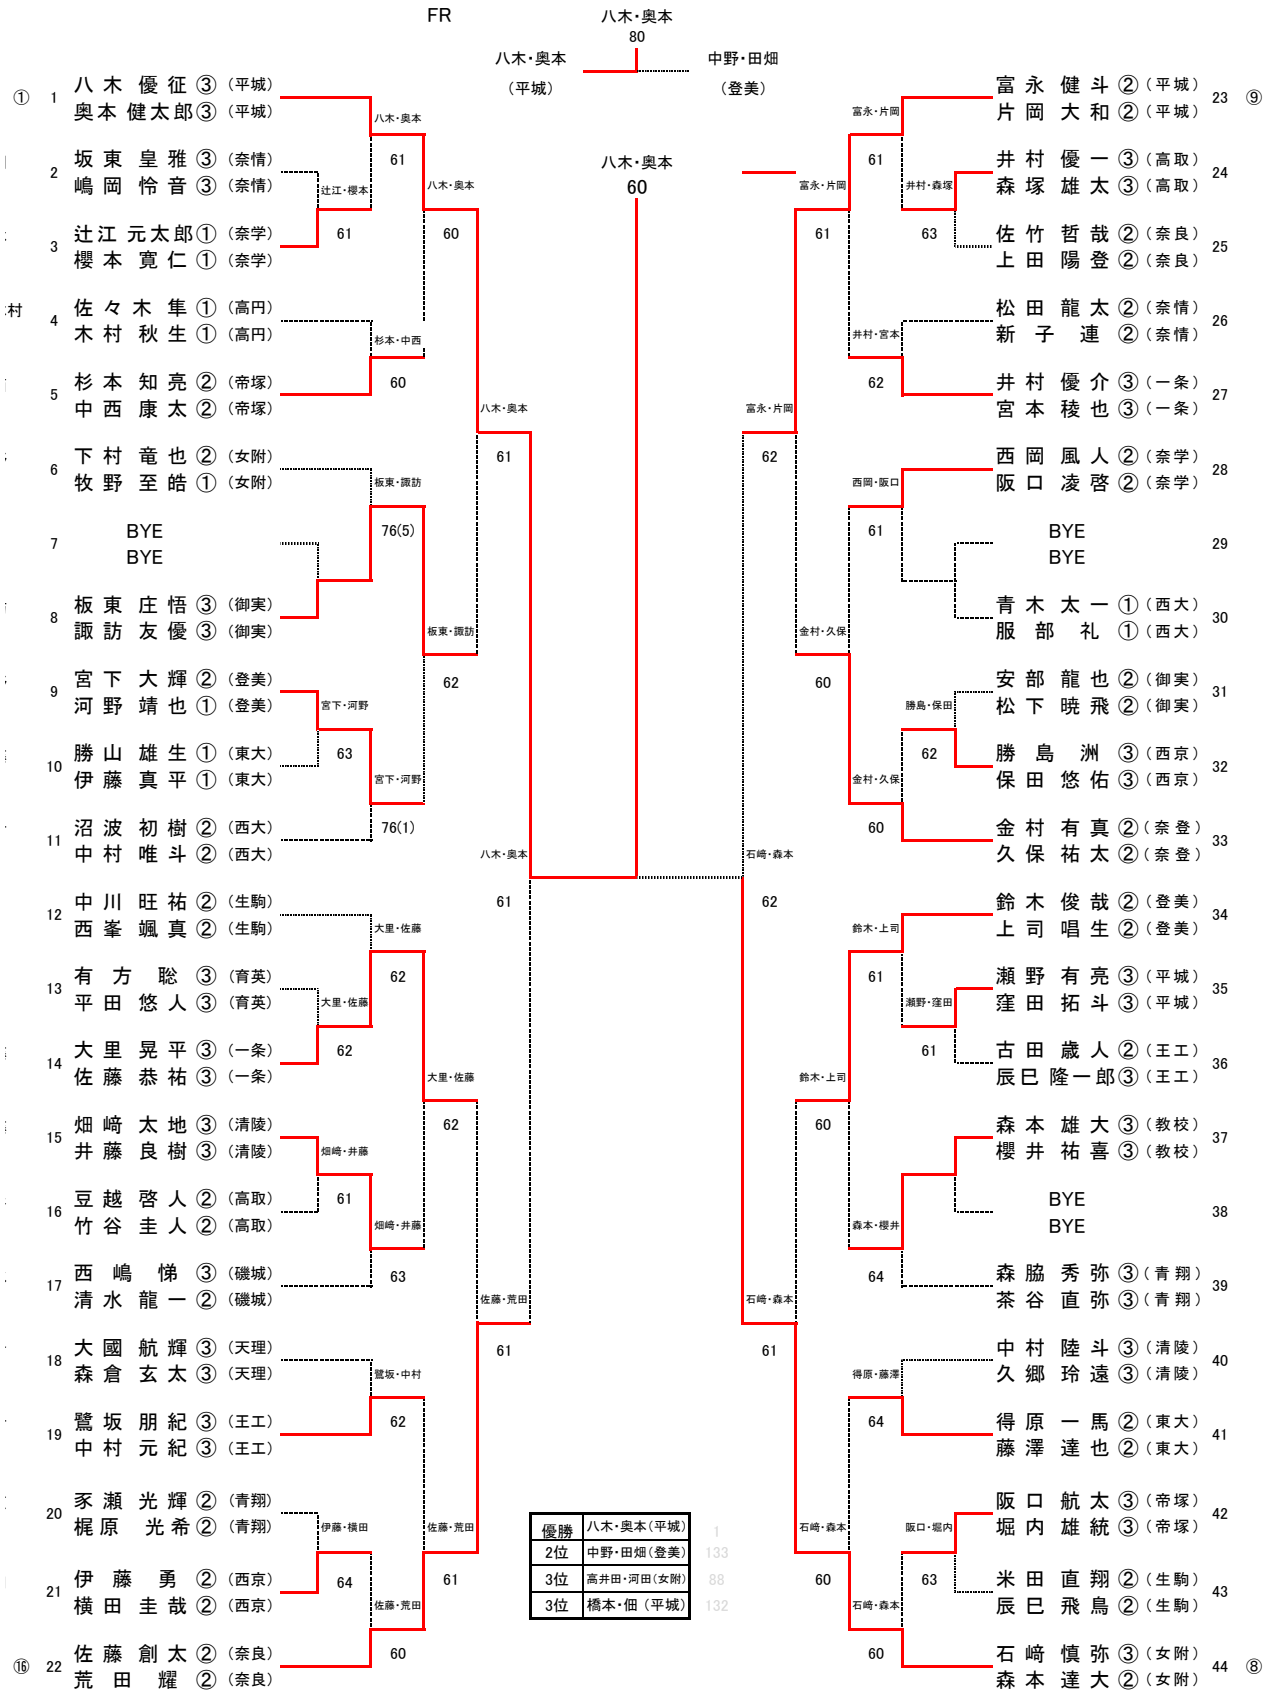 FR
八木・奥本
80
八木・奥本
(平城)
中野・田畑
(登美)
八木・奥本
60
① 1 八木 優征 ③ (平城)
奥本 健太郎 ③ (平城)
2 坂東 皇雅 ③ (奈情)
嶋岡 怜音 ③ (奈情)
3 辻江 元太郎 ① (奈学)
櫻本 寛仁 ① (奈学)
村
4 佐々木 隼 ① (高円)
木村 秋生 ① (高円)
5 杉本 知亮 ② (帝塚)
中西 康太 ② (帝塚)
6 下村 竜也 ② (女附)
牧野 至皓 ① (女附)
7 BYE
BYE
8 板東 庄悟 ③ (御実)
諏訪 友優 ③ (御実)
9 宮下 大輝 ② (登美)
河野 靖也 ① (登美)
10 勝山 雄生 ① (東大)
伊藤 真平 ① (東大)
11 沼波 初樹 ② (西大)
中村 唯斗 ② (西大)
12 中川 旺祐 ② (生駒)
西峯 颯真 ② (生駒)
13 有方 聡 ③ (育英)
平田 悠人 ③ (育英)
14 大里 晃平 ③ (一条)
佐藤 恭祐 ③ (一条)
15 畑﨑 太地 ③ (清陵)
井藤 良樹 ③ (清陵)
16 豆越 啓人 ② (高取)
竹谷 圭人 ② (高取)
17 西嶋 悌 ③ (磯城)
清水 龍一 ② (磯城)
18 大國 航輝 ③ (天理)
森倉 玄太 ③ (天理)
19 鷺坂 朋紀 ③ (王工)
中村 元紀 ③ (王工)
20 豕瀬 光輝 ② (青翔)
梶原 光希 ② (青翔)
21 伊藤 勇 ② (西京)
横田 圭哉 ② (西京)
⑯ 22 佐藤 創太 ② (奈良)
荒田 耀 ② (奈良)
八木・奥本
61
辻江・櫻本
61
八木・奥本
60
杉本・中西
60
八木・奥本
61
板東・諏訪
76(5)
板東・諏訪
62
宮下・河野
63
宮下・河野
76(1)
八木・奥本
61
大里・佐藤
62
大里・佐藤
62
大里・佐藤
62
畑﨑・井藤
61
畑﨑・井藤
63
佐藤・荒田
61
鷺坂・中村
62
伊藤・横田
64
佐藤・荒田
61
佐藤・荒田
60
富永・片岡
61
富永・片岡
61
井村・森塚
63
井村・宮本
62
富永・片岡
62
西岡・阪口
61
金村・久保
60
勝島・保田
62
金村・久保
60
石﨑・森本
62
鈴木・上司
61
瀬野・窪田
61
鈴木・上司
60
森本・櫻井
64
石﨑・森本
61
得原・藤澤
64
石﨑・森本
60
阪口・堀内
63
石﨑・森本
60
富永 健斗 ② (平城) 23 ⑨
片岡 大和 ② (平城)
井村 優一 ③ (高取) 24
森塚 雄太 ③ (高取)
佐竹 哲哉 ② (奈良) 25
上田 陽登 ② (奈良)
松田 龍太 ② (奈情) 26
新子 連 ② (奈情)
井村 優介 ③ (一条) 27
宮本 稜也 ③ (一条)
西岡 風人 ② (奈学) 28
阪口 凌啓 ② (奈学)
BYE 29
BYE
青木 太一 ① (西大) 30
服部 礼 ① (西大)
安部 龍也 ② (御実) 31
松下 暁飛 ② (御実)
勝島 洲 ③ (西京) 32
保田 悠佑 ③ (西京)
金村 有真 ② (奈登) 33
久保 祐太 ② (奈登)
鈴木 俊哉 ② (登美) 34
上司 唱生 ② (登美)
瀬野 有亮 ③ (平城) 35
窪田 拓斗 ③ (平城)
古田 歳人 ② (王工) 36
辰巳 隆一郎 ③ (王工)
森本 雄大 ③ (教校) 37
櫻井 祐喜 ③ (教校)
BYE 38
BYE
森脇 秀弥 ③ (青翔) 39
茶谷 直弥 ③ (青翔)
中村 陸斗 ③ (清陵) 40
久郷 玲遠 ③ (清陵)
得原 一馬 ② (東大) 41
藤澤 達也 ② (東大)
阪口 航太 ③ (帝塚) 42
堀内 雄統 ③ (帝塚)
米田 直翔 ② (生駒) 43
辰巳 飛鳥 ② (生駒)
石﨑 慎弥 ③ (女附) 44 ⑧
森本 達大 ② (女附)
優勝 八木・奥本(平城) 1
2位 中野・田畑(登美) 133
3位 高井田・河田(女附) 88
3位 橋本・佃 (平城) 132